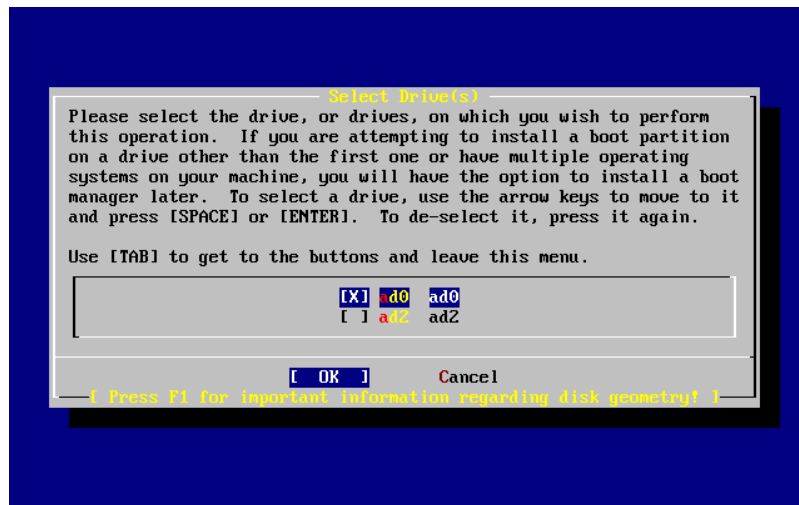 Select Drive(s)
Please select the drive, or drives, on which you wish to perform
this operation.  If you are attempting to install a boot partition
on a drive other than the first one or have multiple operating
systems on your machine, you will have the option to install a boot
manager later.  To select a drive, use the arrow keys to move to it
and press [SPACE] or [ENTER].  To de-select it, press it again.
Use [TAB] to get to the buttons and leave this menu.
[X] ad0 ad0
[ ] ad2 ad2
[ OK ] Cancel
[ Press F1 for important information regarding disk geometry! ]